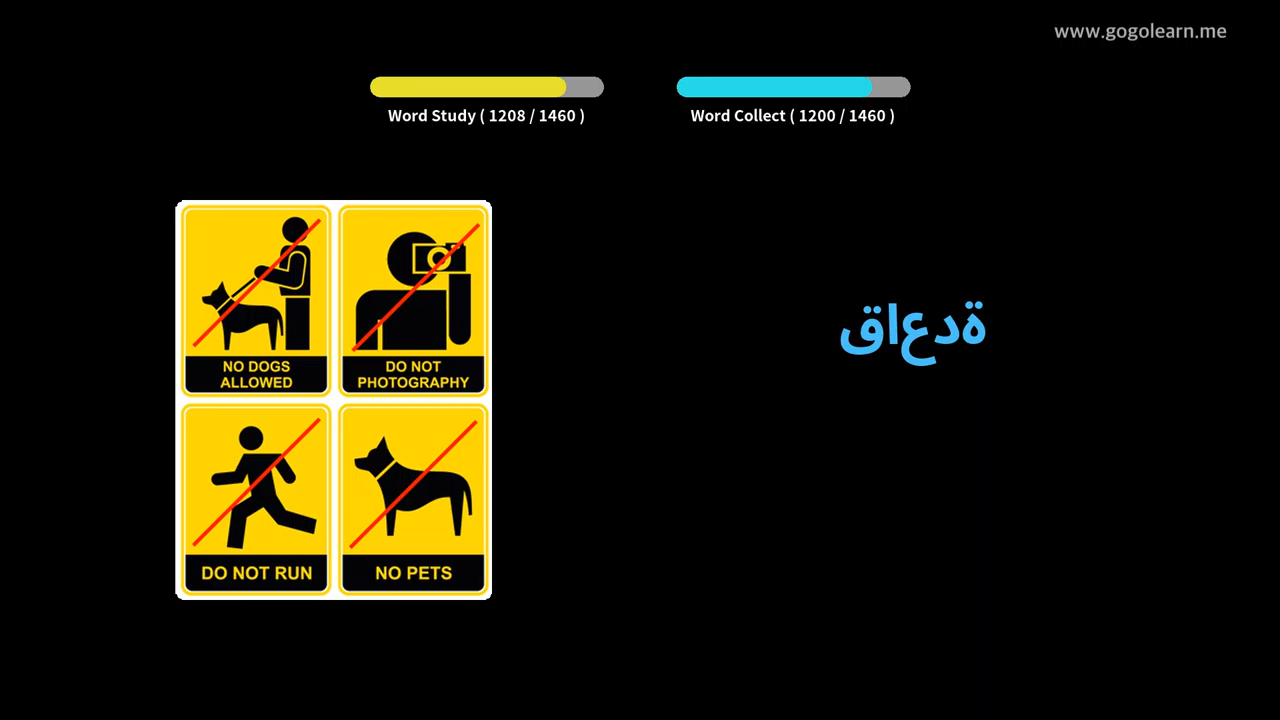 www.gogolearn.me
Word Study ( 1208 / 1460 )
Word Collect ( 1200 / 1460 )
NO DOGS
ALLOWED
DO NOT
PHOTOGRAPHY
DO NOT RUN
NO PETS
قاعدة